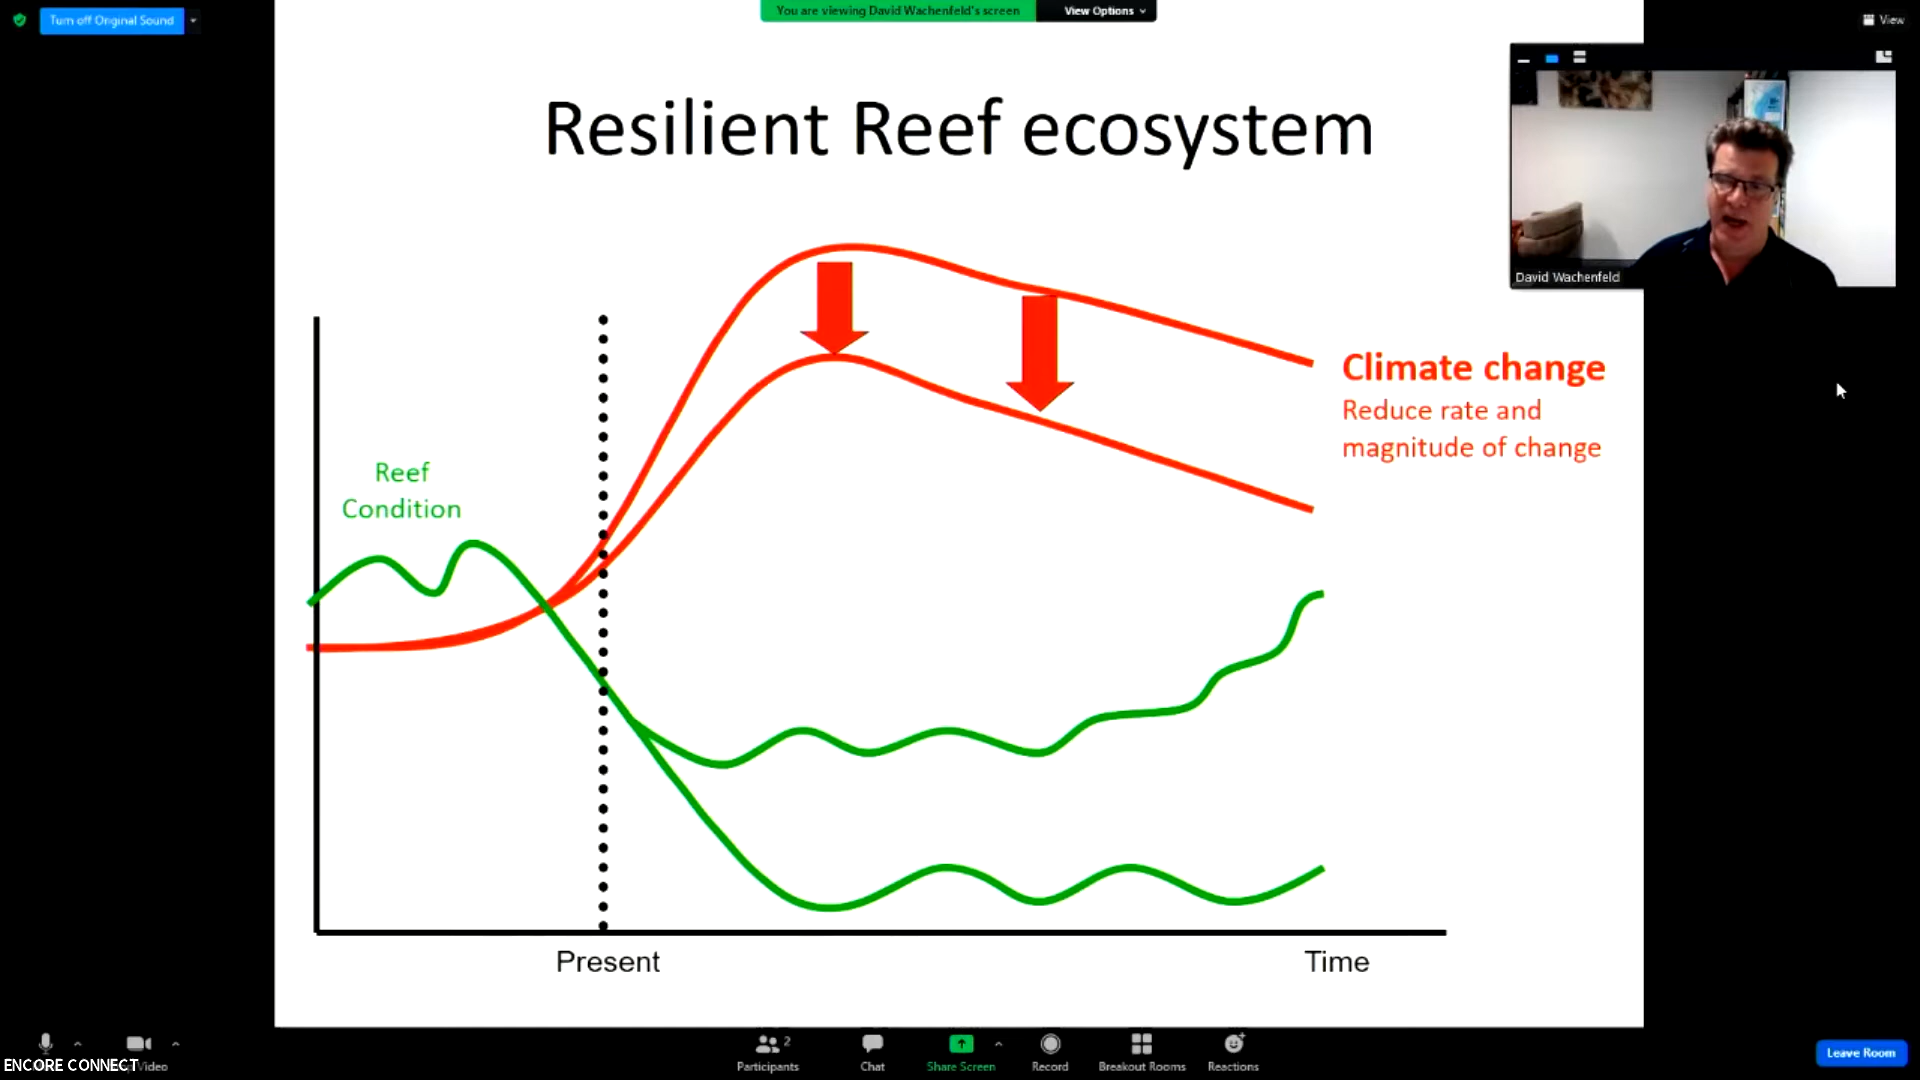 Turn off Original Sound
You are viewing David Wachenfeld's screen
View Options
View
Resilient Reef ecosystem
David Wachenfeld
Climate change
Reduce rate and
magnitude of change
Reef
Condition
Present
Time
ENCORE CONNECT
Video
Participants
2
Chat
Share Screen
Record
Breakout Rooms
Reactions
Leave Room